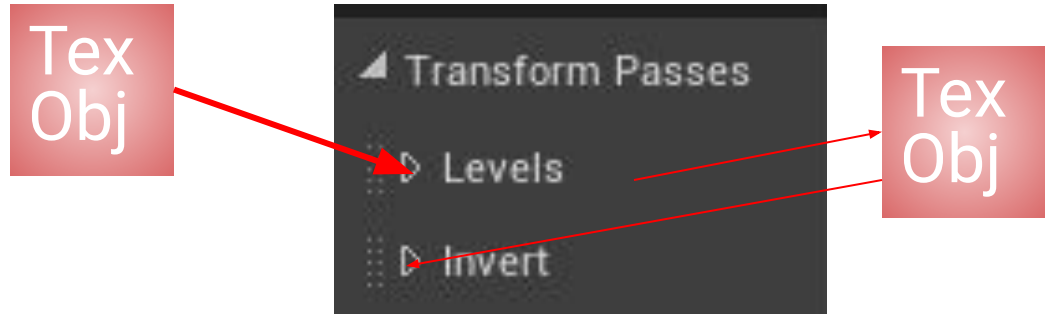 Tex
Obj
Transform Passes
Levels
Invert
Tex
Obj